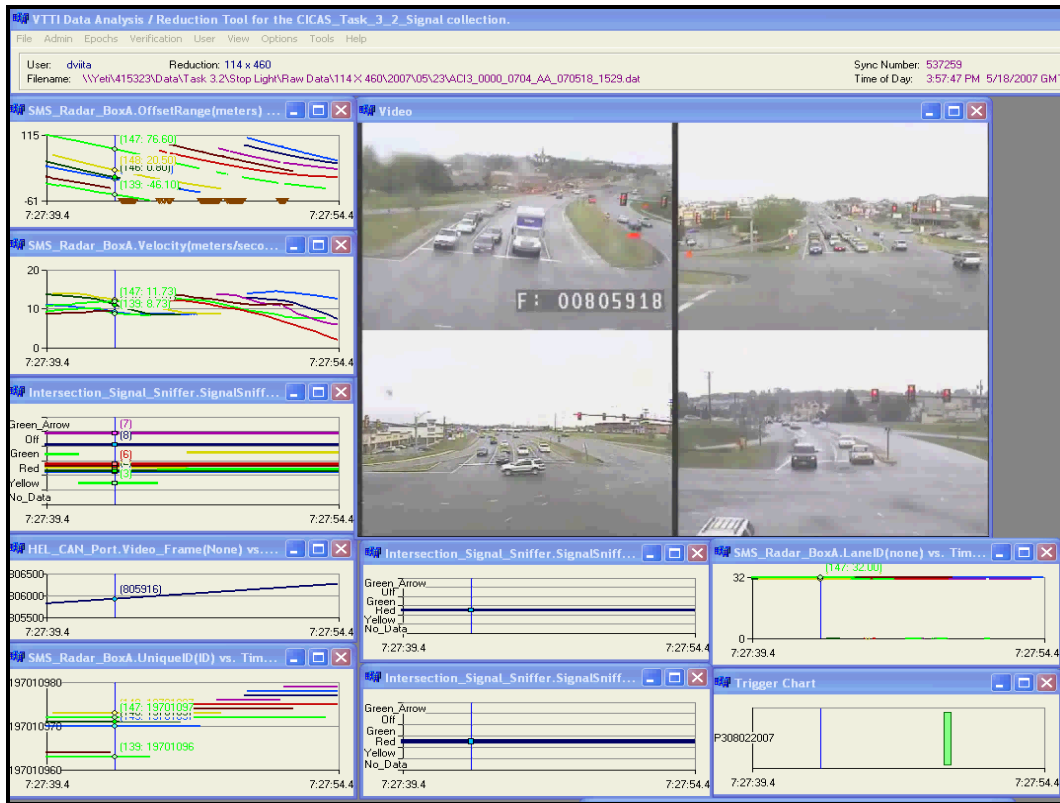 VTTI Data Analysis / Reduction Tool for the CICAS_Task_3_2_Signal collection.
File Admin Epochs Verification User View Options Tools Help
User: dviita Reduction: 114 x 460
Sync Number: 537259
Filename: \\Yeti\415323\Data\Task 3.2\Stop Light\Raw Data\114 X 460\2007\05\23\ACI3_0000_0704_AA_070518_1529.dat
Time of Day: 3:57:47 PM 5/18/2007 GMT
SMS_Radar_BoxA.OffsetRange(meters) ...
115
(147: 76.60)
(148: 20.50)
(146: 0.80)
(139: -46.10)
-61
7:27:39.4 7:27:54.4
Video
F: 00805918
SMS_Radar_BoxA.Velocity(meters/seco...
20
(147: 11.73)
10
(139: 8.73)
0
7:27:39.4 7:27:54.4
Intersection_Signal_Sniffer.SignalSniff...
Green_Arrow
(7)
Off
(8)
Green
(6)
Red
(3)
Yellow
No_Data
7:27:39.4 7:27:54.4
HEL_CAN_Port.Video_Frame(None) vs....
806500
806000
(805916)
805500
7:27:39.4 7:27:54.4
Intersection_Signal_Sniffer.SignalSniff...
Green_Arrow
Off
Green
Red
Yellow
No_Data
7:27:39.4 7:27:54.4
SMS_Radar_BoxA.LaneID(none) vs. Tim...
(147: 32.00)
32
0
7:27:39.4 7:27:54.4
SMS_Radar_BoxA.UniqueID(ID) vs. Tim...
197010980
(147: 19701097
197010970
(139: 19701096
197010960
7:27:39.4 7:27:54.4
Intersection_Signal_Sniffer.SignalSniff...
Green_Arrow
Off
Green
Red
Yellow
No_Data
7:27:39.4 7:27:54.4
Trigger Chart
P308022007
7:27:39.4 7:27:54.4